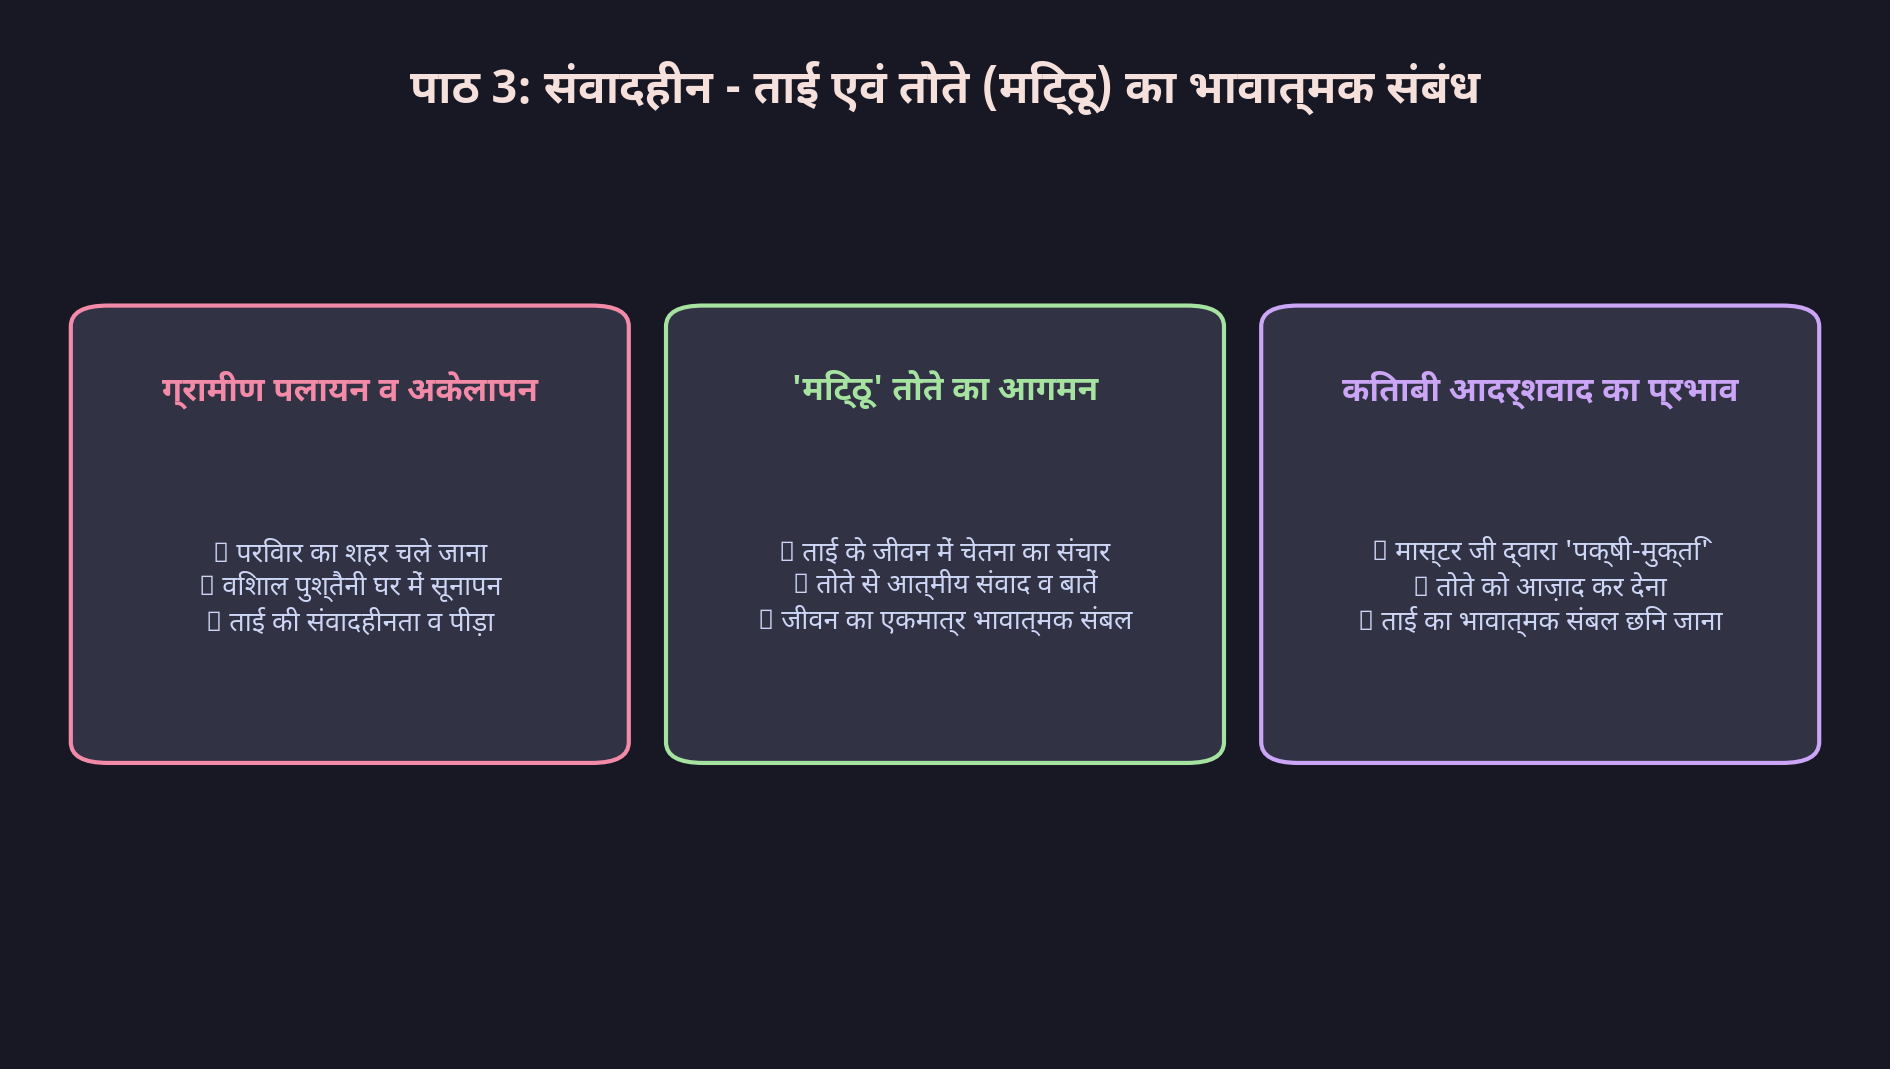 पाठ 3: संवादहीन - ताई एवं तोते (मिट्ठू) का भावात्मक संबंध
ग्रामीण पलायन व अकेलापन
▯ परिवार का शहर चले जाना
▯ विशाल पुश्तैनी घर में सूनापन
▯ ताई की संवादहीनता व पीड़ा
'मिट्ठू' तोते का आगमन
▯ ताई के जीवन में चेतना का संचार
▯ तोते से आत्मीय संवाद व बातें
▯ जीवन का एकमात्र भावात्मक संबल
किताबी आदर्शवाद का प्रभाव
▯ मास्टर जी द्वारा 'पक्षी-मुक्ति'
▯ तोते को आज़ाद कर देना
▯ ताई का भावात्मक संबल छिन जाना